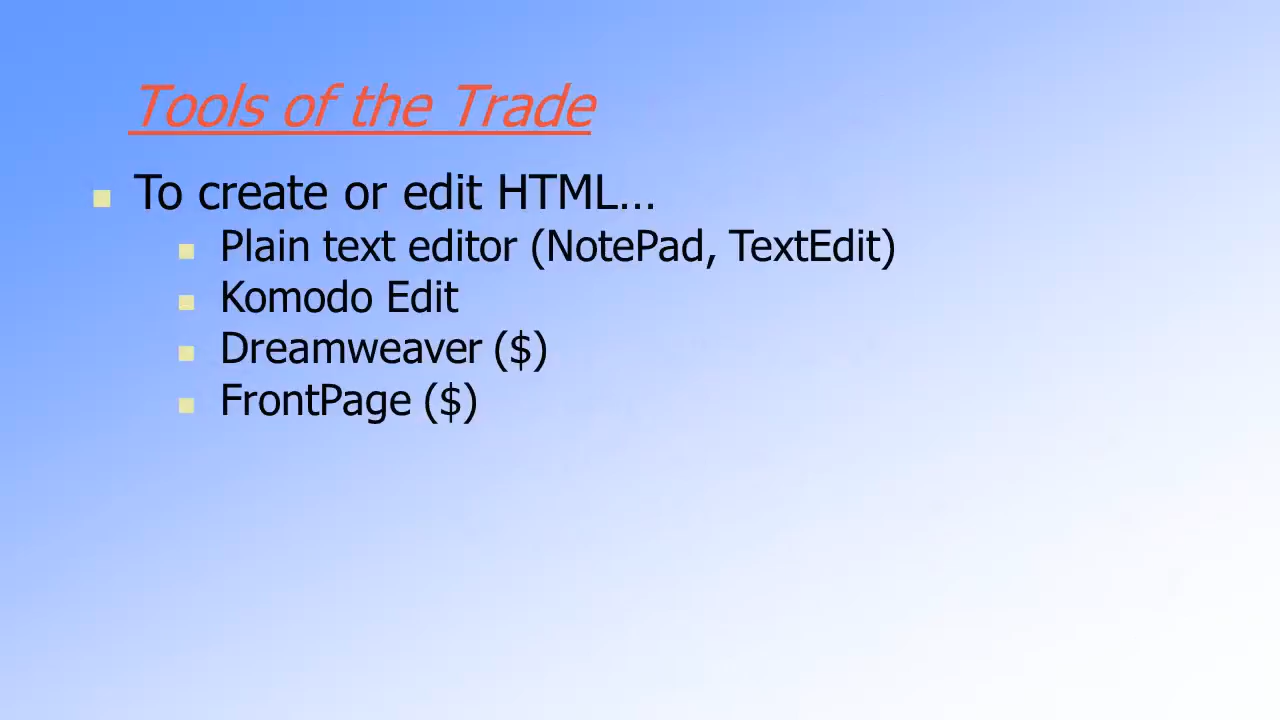 Tools of the Trade
To create or edit HTML…
Plain text editor (NotePad, TextEdit)
Komodo Edit
Dreamweaver ($)
FrontPage ($)